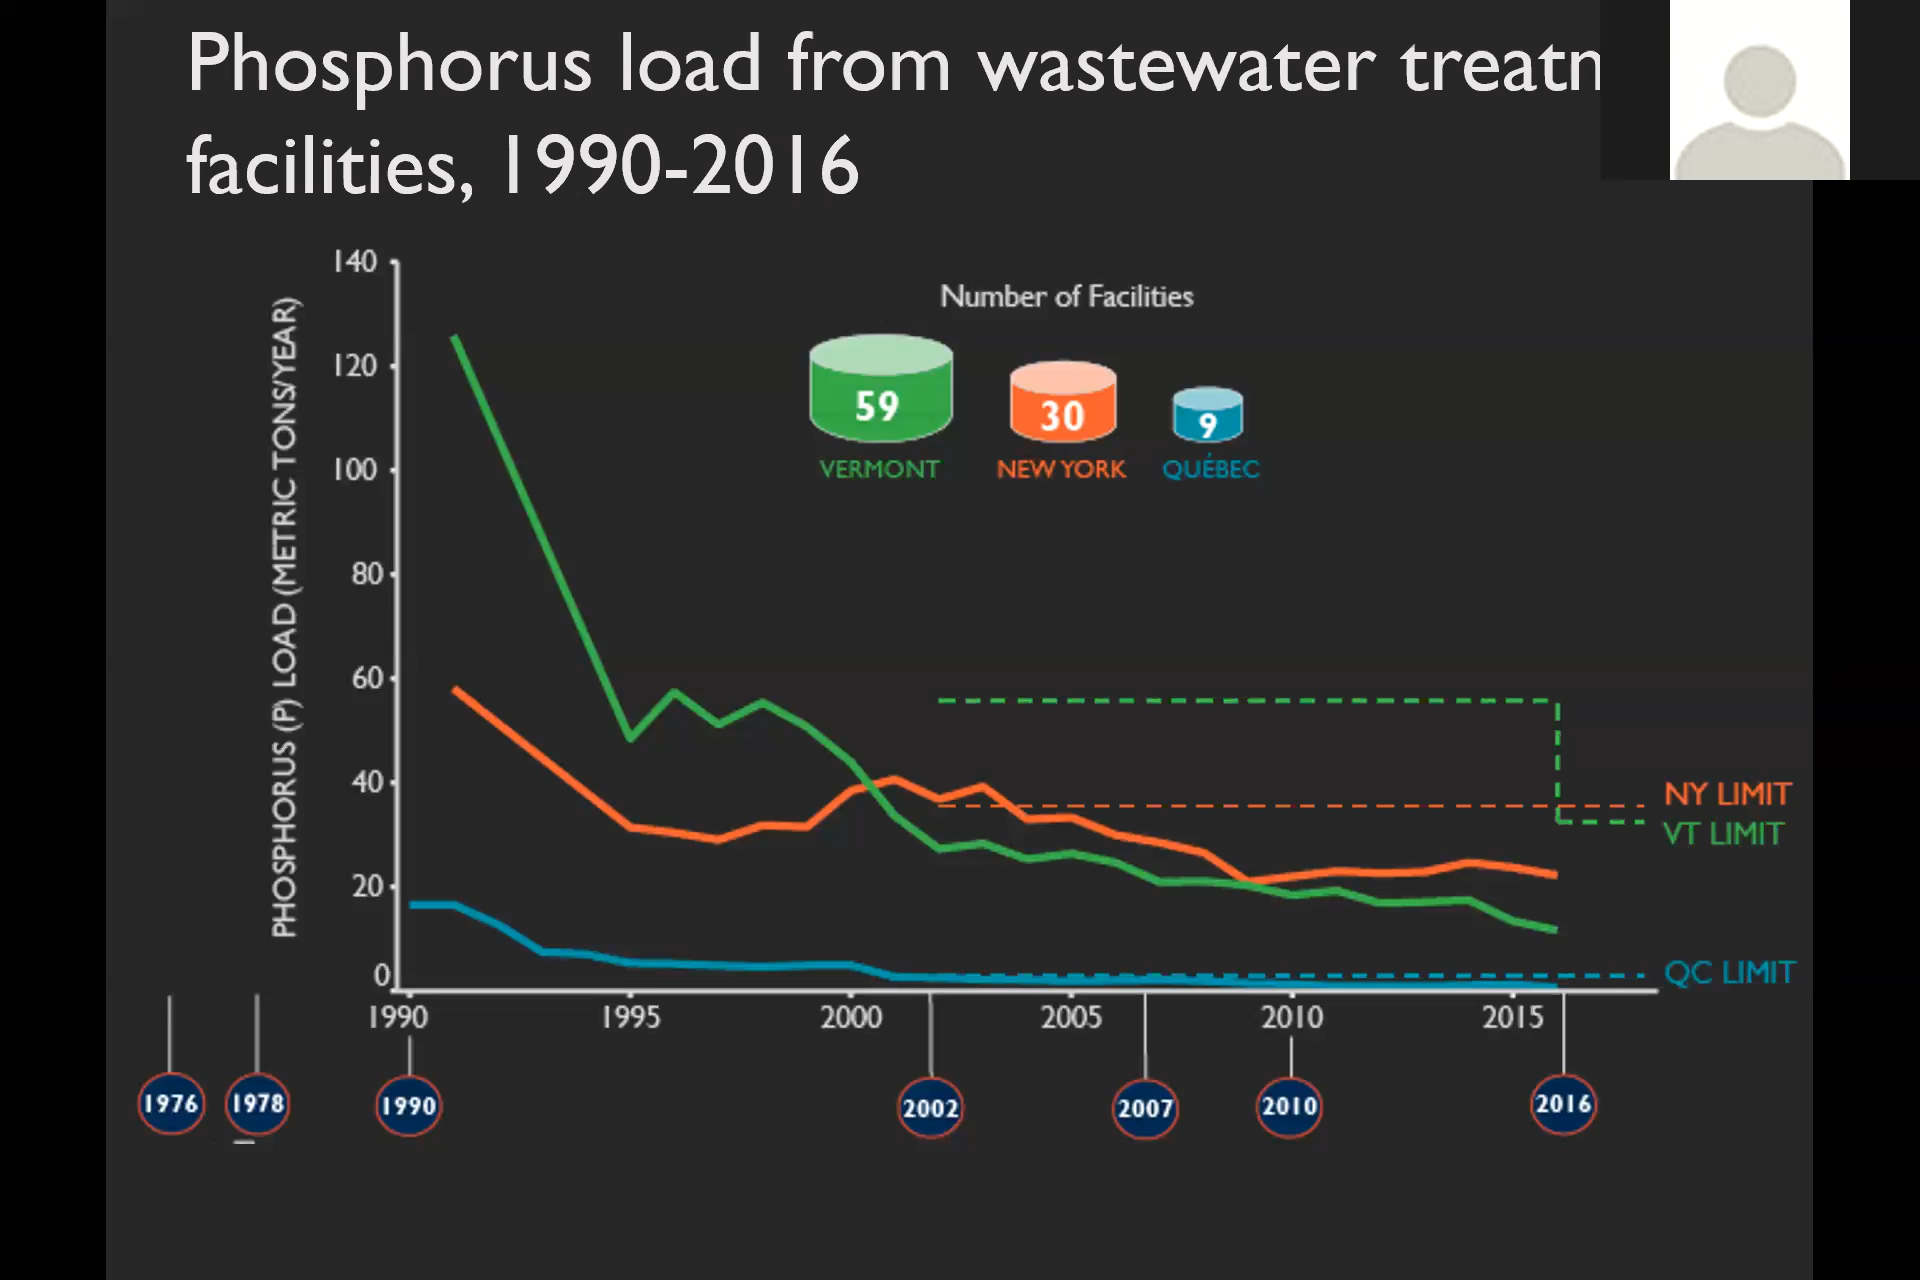 Phosphorus load from wastewater treatn
facilities, 1990-2016
Number of Facilities
59
30
9
VERMONT
NEW YORK
QUÉBEC
PHOSPHORUS (P) LOAD (METRIC TONS/YEAR)
140
120
100
80
60
40
20
0
NY LIMIT
VT LIMIT
QC LIMIT
1990
1995
2000
2005
2010
2015
1976
1978
1990
2002
2007
2010
2016